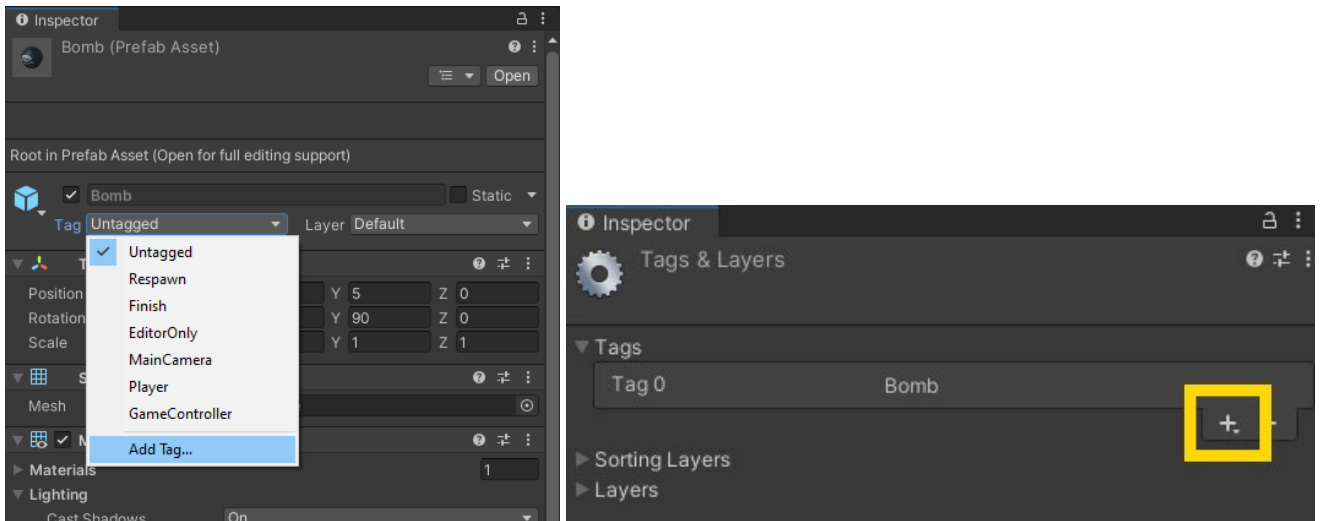 Inspector
Bomb (Prefab Asset)
Open
Root in Prefab Asset (Open for full editing support)
Bomb Static
Tag Untagged Layer Default
Untagged
Respawn
Finish
EditorOnly
MainCamera
Player
GameController
Add Tag...
T
Position Y 5 Z 0
Rotation Y 90 Z 0
Scale Y 1 Z 1
S
Mesh
M
Materials 1
Lighting
Cast Shadows On
Inspector
Tags & Layers
Tags
Tag 0 Bomb
Sorting Layers
Layers